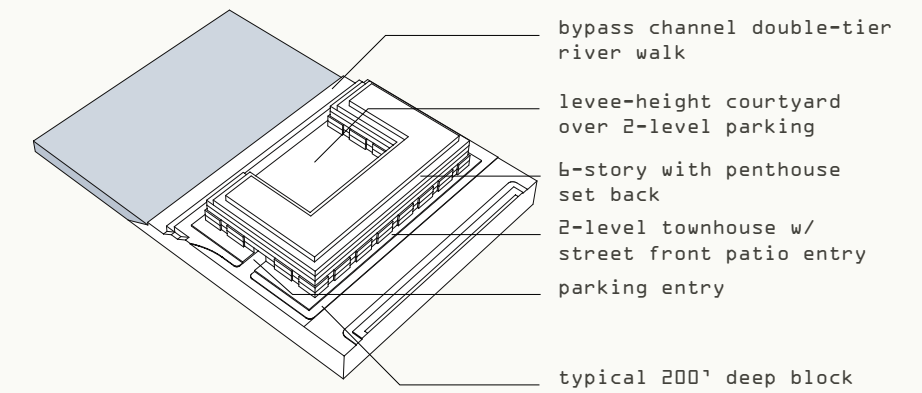 bypass channel double-tier
river walk
levee-height courtyard
over 2-level parking
6-story with penthouse
set back
2-level townhouse w/
street front patio entry
parking entry
typical 200' deep block